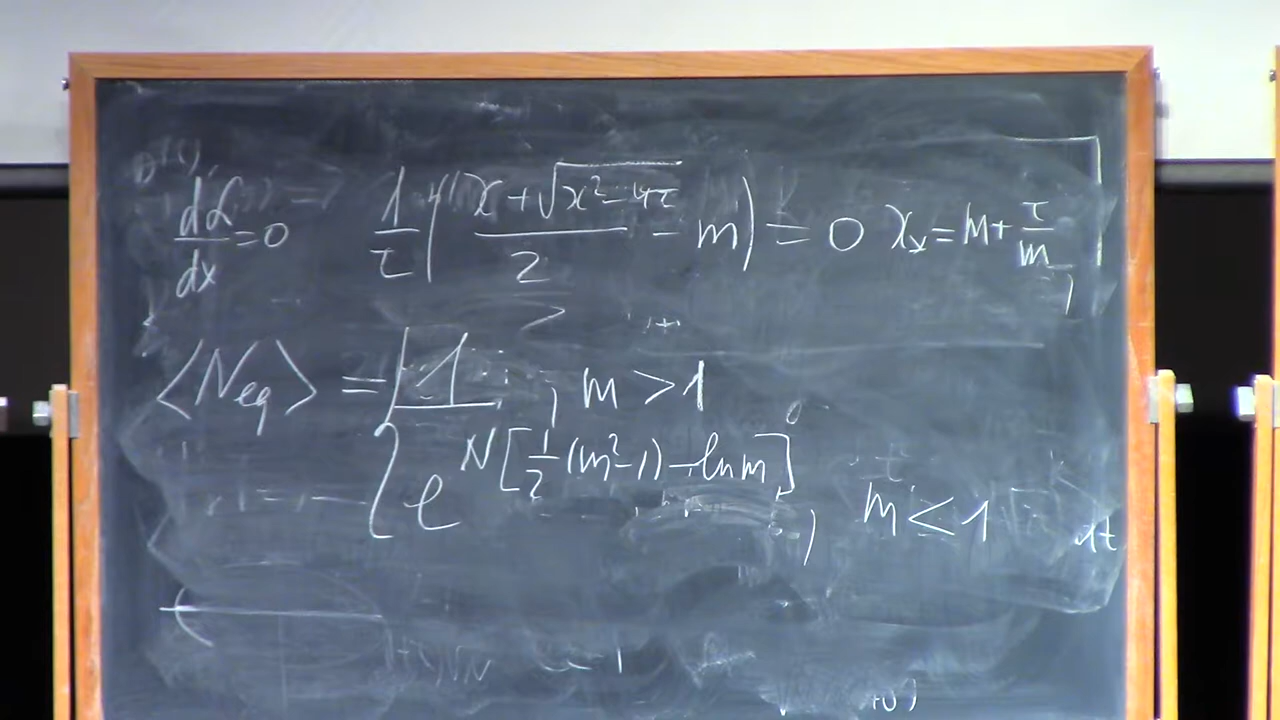 dℒ/dx = 0 ⇒ 1/τ ( (x + √(x² − 4τ))/2 − m ) = 0 x* = m + τ/m,
⟨N_eq⟩ = { 1 , m > 1
e^{N[½(m²−1) − ln m]} , m < 1